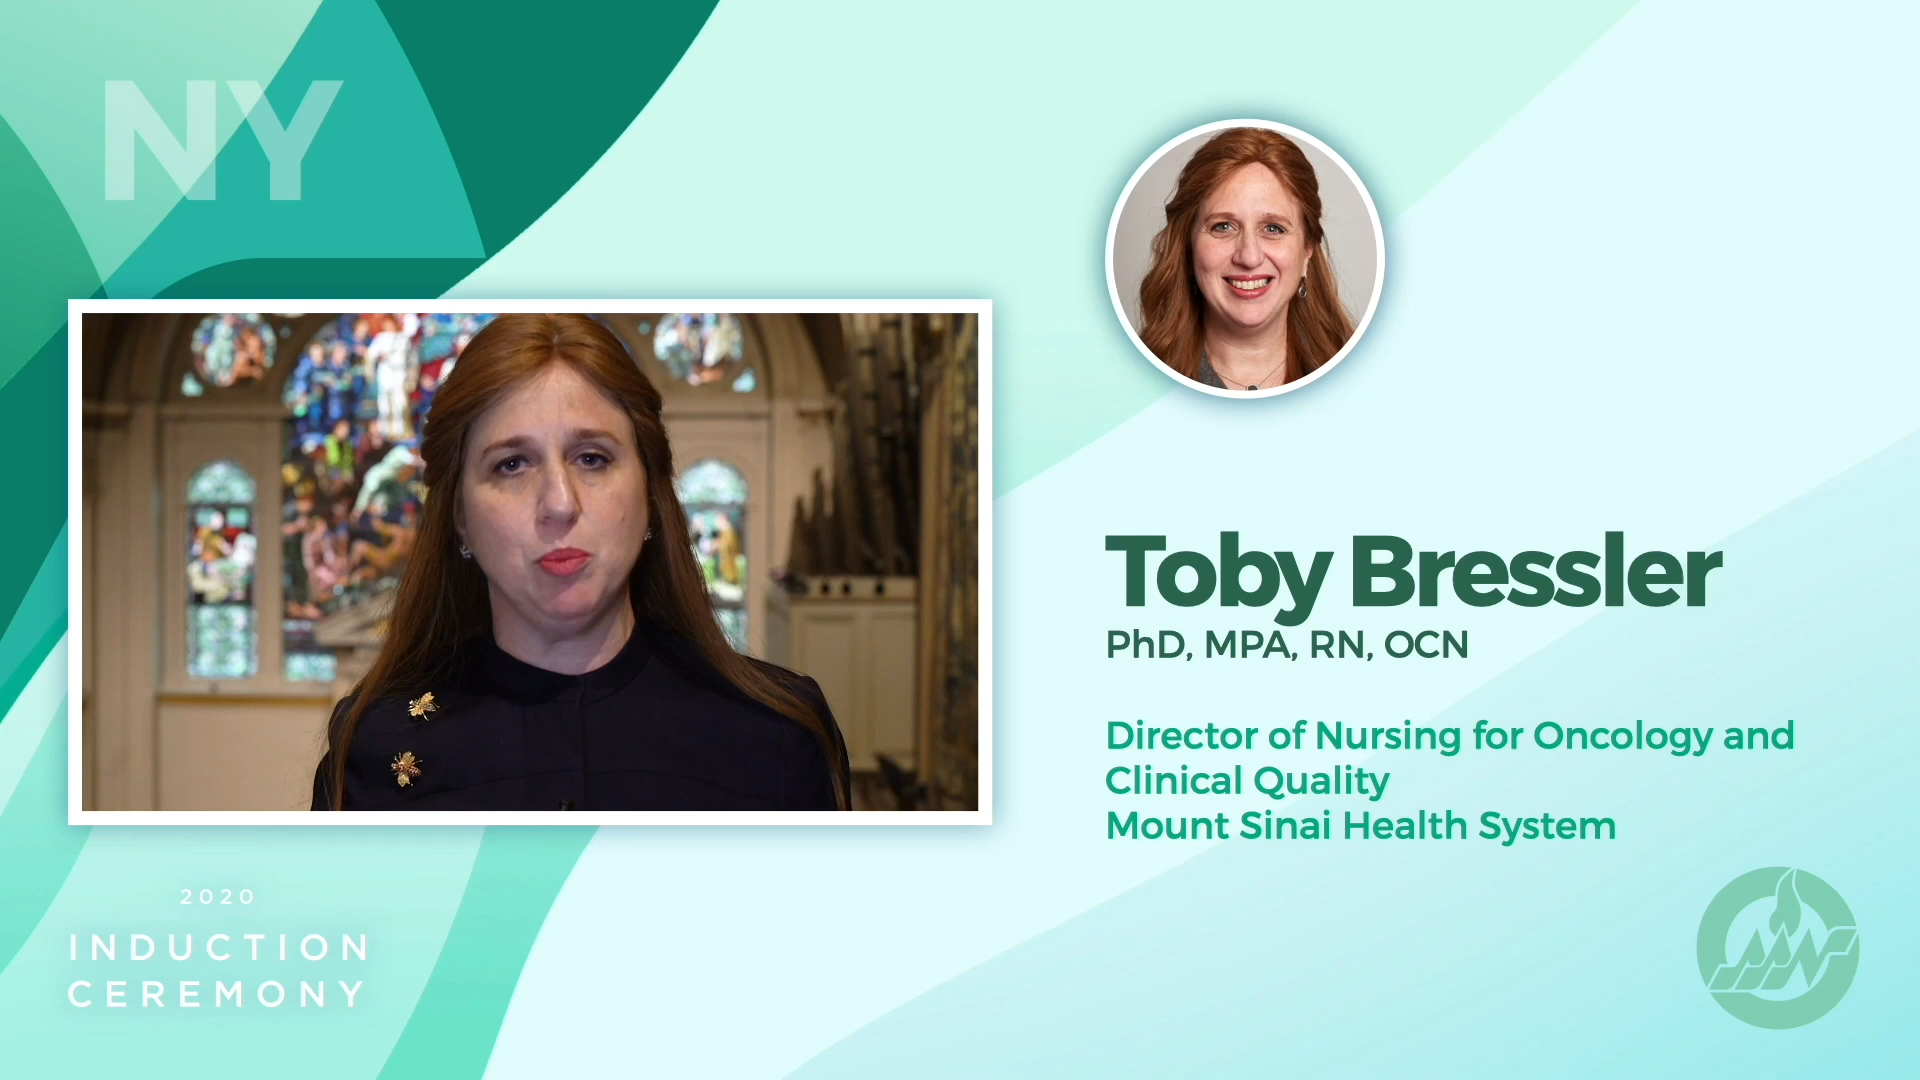 NY
Toby Bressler
PhD, MPA, RN, OCN
Director of Nursing for Oncology and
Clinical Quality
Mount Sinai Health System
2020
INDUCTION
CEREMONY